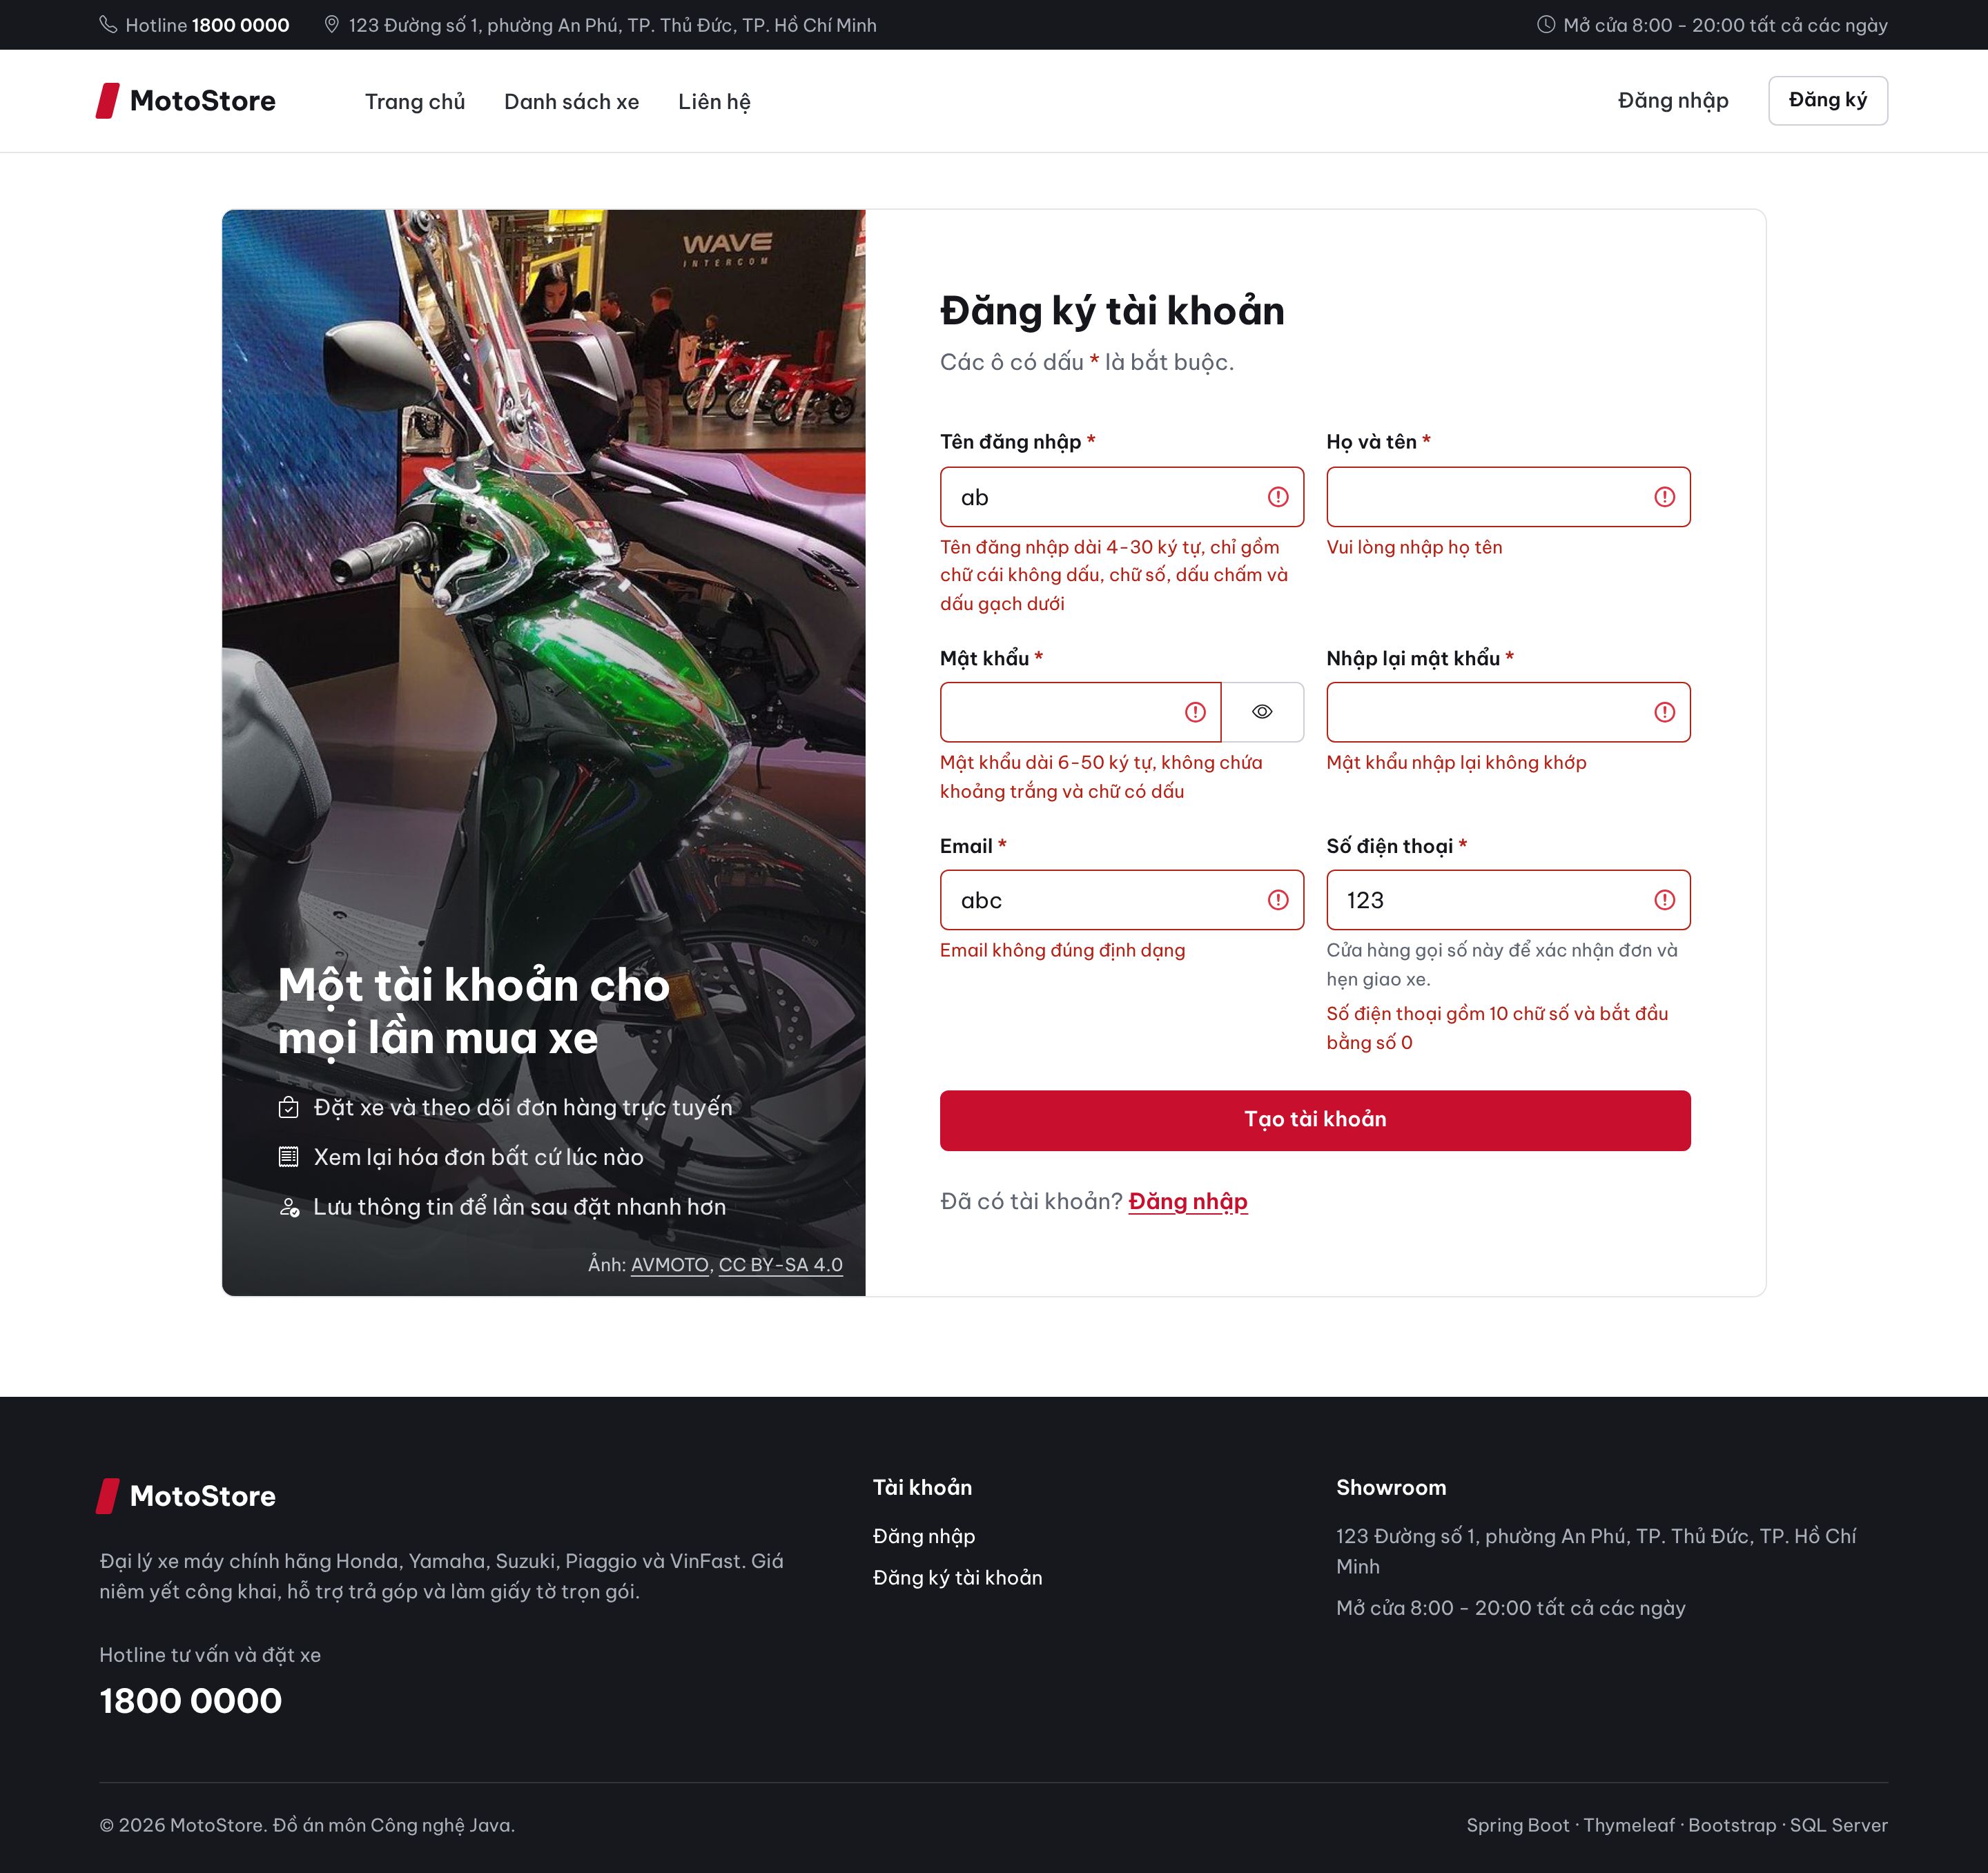 Hotline 1800 0000
123 Đường số 1, phường An Phú, TP. Thủ Đức, TP. Hồ Chí Minh
Mở cửa 8:00 - 20:00 tất cả các ngày
MotoStore
Trang chủ
Danh sách xe
Liên hệ
Đăng nhập
Đăng ký
WAVE
INTERCOM
Một tài khoản cho
mọi lần mua xe
Đặt xe và theo dõi đơn hàng trực tuyến
Xem lại hóa đơn bất cứ lúc nào
Lưu thông tin để lần sau đặt nhanh hơn
Ảnh: AVMOTO, CC BY-SA 4.0
Đăng ký tài khoản
Các ô có dấu * là bắt buộc.
Tên đăng nhập *
ab
Tên đăng nhập dài 4-30 ký tự, chỉ gồm
chữ cái không dấu, chữ số, dấu chấm và
dấu gạch dưới
Họ và tên *
Vui lòng nhập họ tên
Mật khẩu *
Mật khẩu dài 6-50 ký tự, không chứa
khoảng trắng và chữ có dấu
Nhập lại mật khẩu *
Mật khẩu nhập lại không khớp
Email *
abc
Email không đúng định dạng
Số điện thoại *
123
Cửa hàng gọi số này để xác nhận đơn và
hẹn giao xe.
Số điện thoại gồm 10 chữ số và bắt đầu
bằng số 0
Tạo tài khoản
Đã có tài khoản? Đăng nhập
MotoStore
Đại lý xe máy chính hãng Honda, Yamaha, Suzuki, Piaggio và VinFast. Giá
niêm yết công khai, hỗ trợ trả góp và làm giấy tờ trọn gói.
Hotline tư vấn và đặt xe
1800 0000
Tài khoản
Đăng nhập
Đăng ký tài khoản
Showroom
123 Đường số 1, phường An Phú, TP. Thủ Đức, TP. Hồ Chí
Minh
Mở cửa 8:00 - 20:00 tất cả các ngày
© 2026 MotoStore. Đồ án môn Công nghệ Java.
Spring Boot · Thymeleaf · Bootstrap · SQL Server